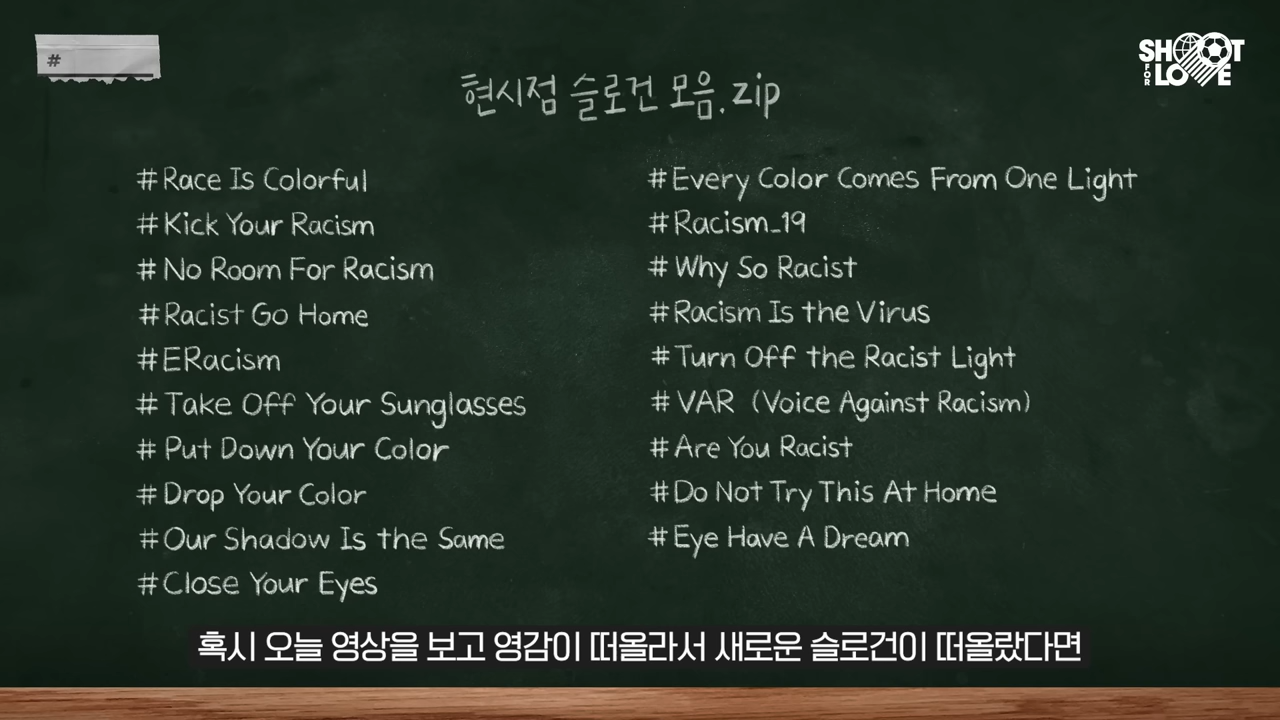 #
SHOOT
FOR
LOVE
현시점 슬로건 모음.zip
#Race Is Colorful
#Kick Your Racism
#No Room For Racism
#Racist Go Home
#ERacism
#Take Off Your Sunglasses
#Put Down Your Color
#Drop Your Color
#Our Shadow Is the Same
#Close Your Eyes
#Every Color Comes From One Light
#Racism_19
#Why So Racist
#Racism Is the Virus
#Turn Off the Racist Light
#VAR (Voice Against Racism)
#Are You Racist
#Do Not Try This At Home
#Eye Have A Dream
혹시 오늘 영상을 보고 영감이 떠올라서 새로운 슬로건이 떠올랐다면